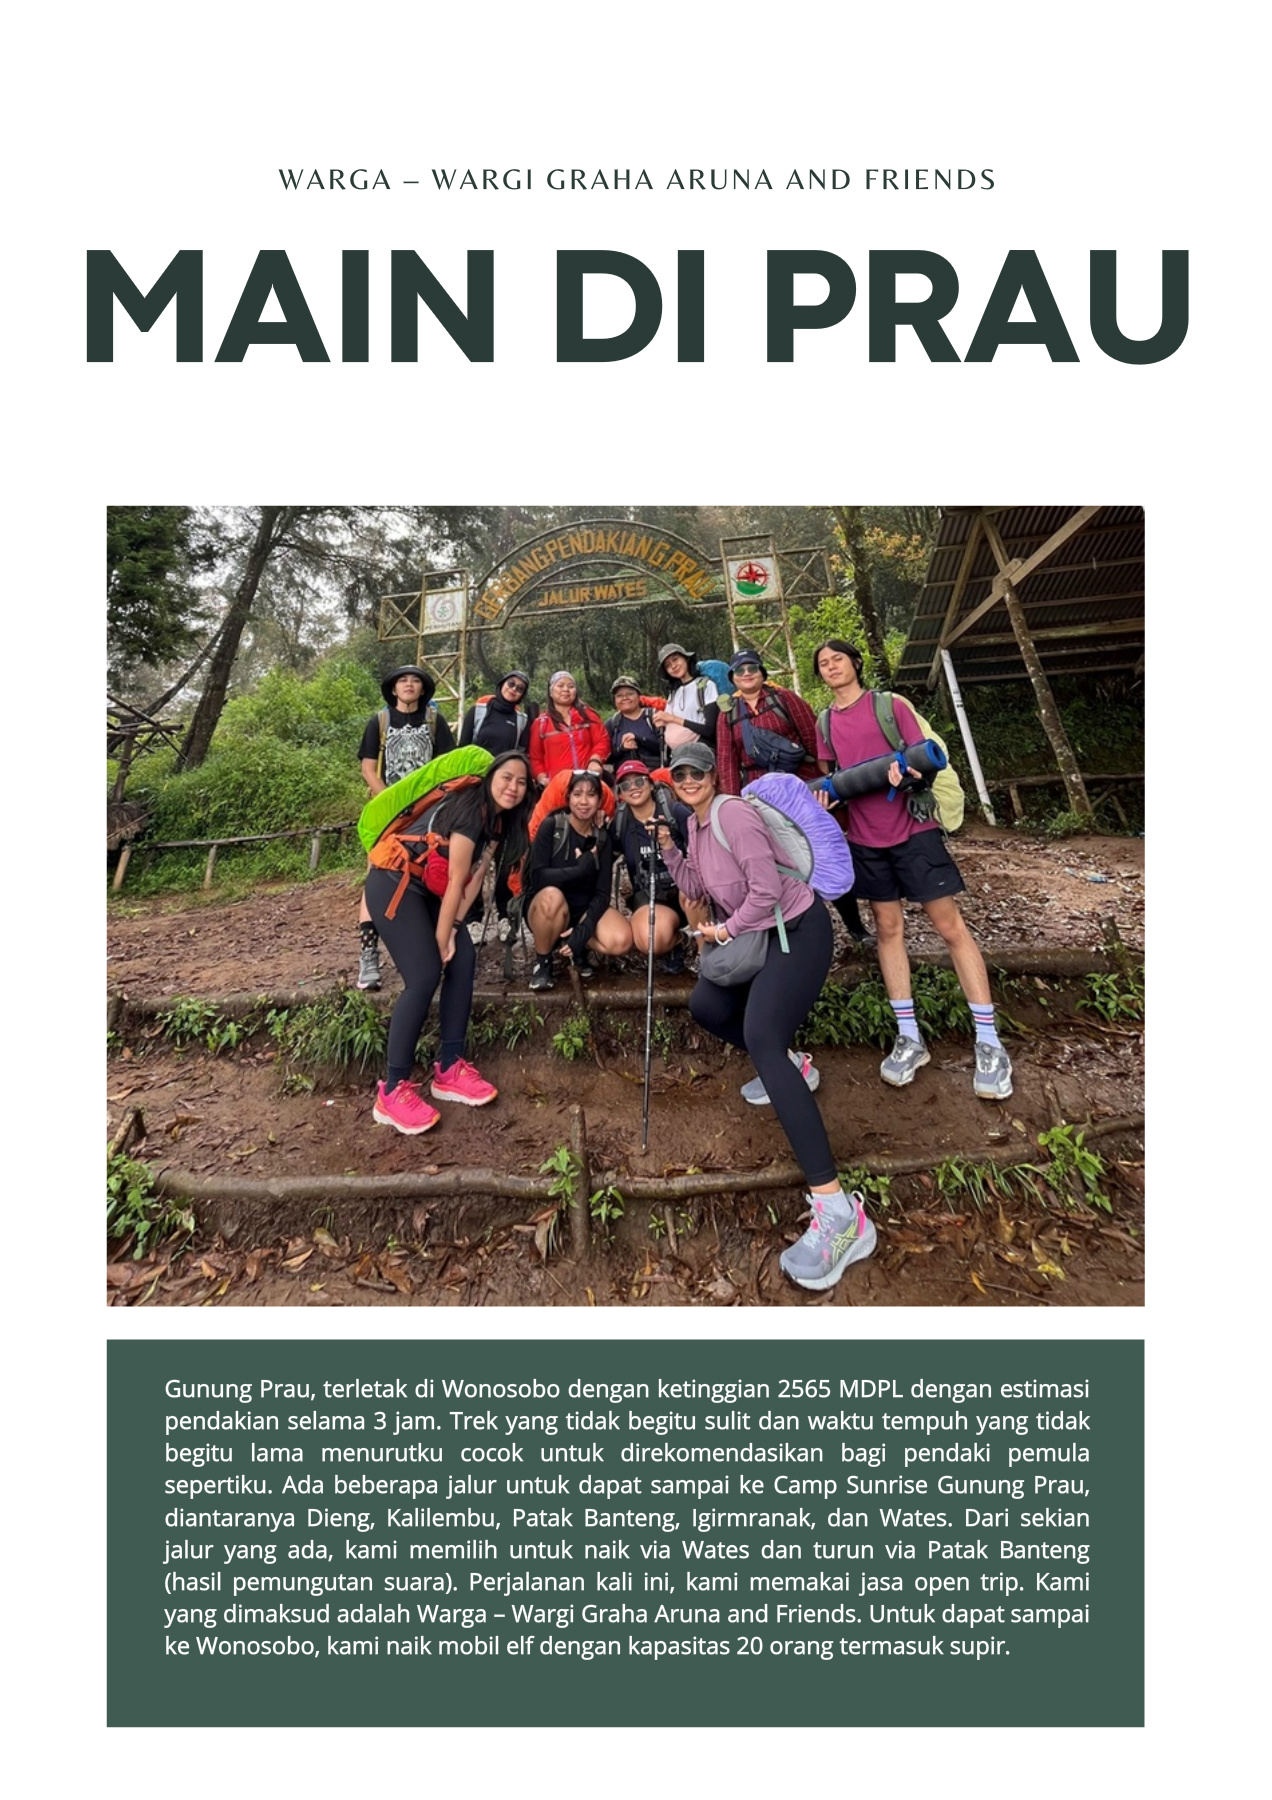 WARGA – WARGI GRAHA ARUNA AND FRIENDS
MAIN DI PRAU
GERBANG PENDAKIAN G. PRAU
JALUR WATES
PERHUTANI
Gunung Prau, terletak di Wonosobo dengan ketinggian 2565 MDPL dengan estimasi
pendakian selama 3 jam. Trek yang tidak begitu sulit dan waktu tempuh yang tidak
begitu lama menurutku cocok untuk direkomendasikan bagi pendaki pemula
sepertiku. Ada beberapa jalur untuk dapat sampai ke Camp Sunrise Gunung Prau,
diantaranya Dieng, Kalilembu, Patak Banteng, Igirmranak, dan Wates. Dari sekian
jalur yang ada, kami memilih untuk naik via Wates dan turun via Patak Banteng
(hasil pemungutan suara). Perjalanan kali ini, kami memakai jasa open trip. Kami
yang dimaksud adalah Warga – Wargi Graha Aruna and Friends. Untuk dapat sampai
ke Wonosobo, kami naik mobil elf dengan kapasitas 20 orang termasuk supir.